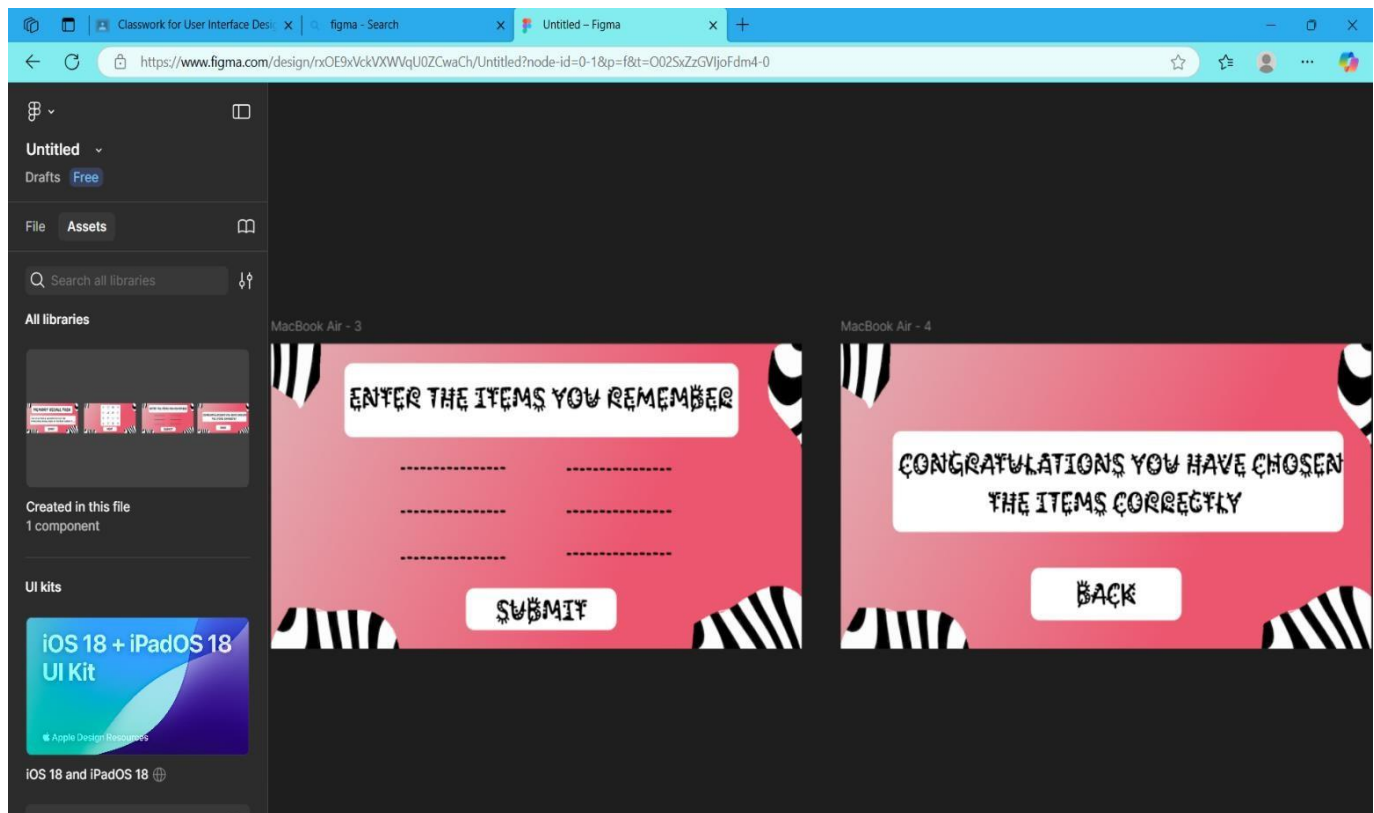 Classwork for User Interface Desi
figma - Search
Untitled – Figma
https://www.figma.com/design/rxOE9xVckVXWVqU0ZCwaCh/Untitled?node-id=0-1&p=f&t=O02SxZzGVIjoFdm4-0
Untitled
Drafts Free
File Assets
Search all libraries
All libraries
Created in this file
1 component
UI kits
iOS 18 + iPadOS 18
UI Kit
Apple Design Resources
iOS 18 and iPadOS 18
MacBook Air - 3
ENTER THE ITEMS YOU REMEMBER
SUBMIT
MacBook Air - 4
CONGRATULATIONS YOU HAVE CHOSEN
THE ITEMS CORRECTLY
BACK